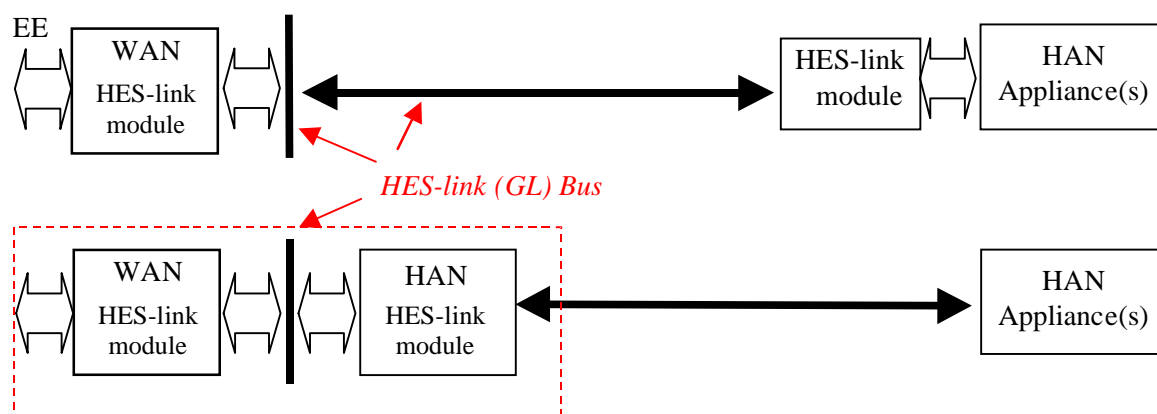 EE
WAN
HES-link
module
HES-link
module
HAN
Appliance(s)
HES-link (GL) Bus
WAN
HES-link
module
HAN
HES-link
module
HAN
Appliance(s)